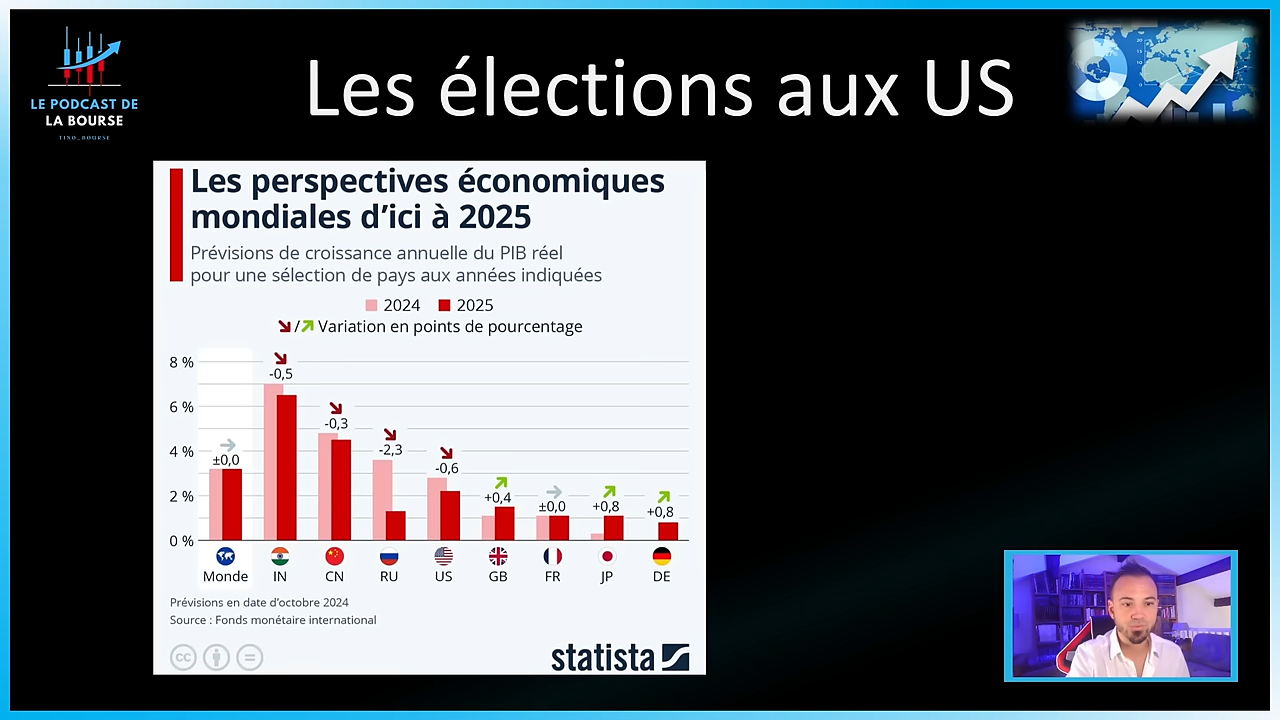 LE PODCAST DE
LA BOURSE
TINO_BOURSE
Les élections aux US
Les perspectives économiques
mondiales d’ici à 2025
Prévisions de croissance annuelle du PIB réel
pour une sélection de pays aux années indiquées
2024 2025
/ Variation en points de pourcentage
8 %
6 %
4 %
2 %
0 %
±0,0
-0,5
-0,3
-2,3
-0,6
+0,4
±0,0
+0,8
+0,8
Monde IN CN RU US GB FR JP DE
Prévisions en date d’octobre 2024
Source : Fonds monétaire international
cc
statista